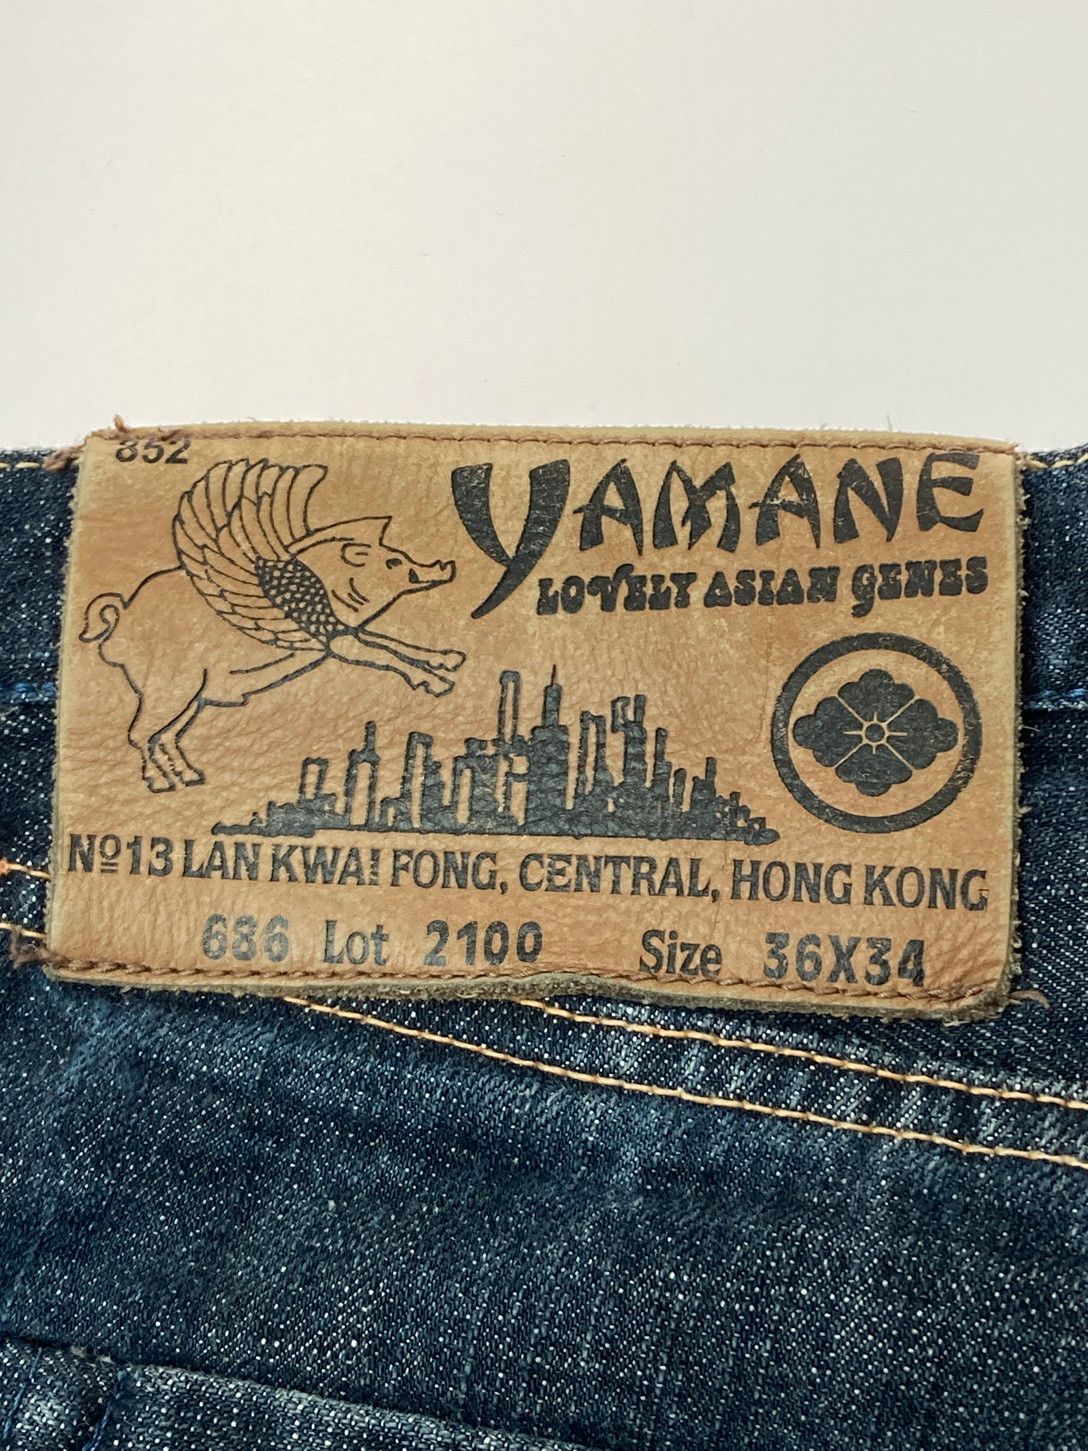 852
YAMANE
LOVELY ASIAN GENES
Nº13 LAN KWAI FONG, CENTRAL, HONG KONG
686 Lot 2100 Size 36X34